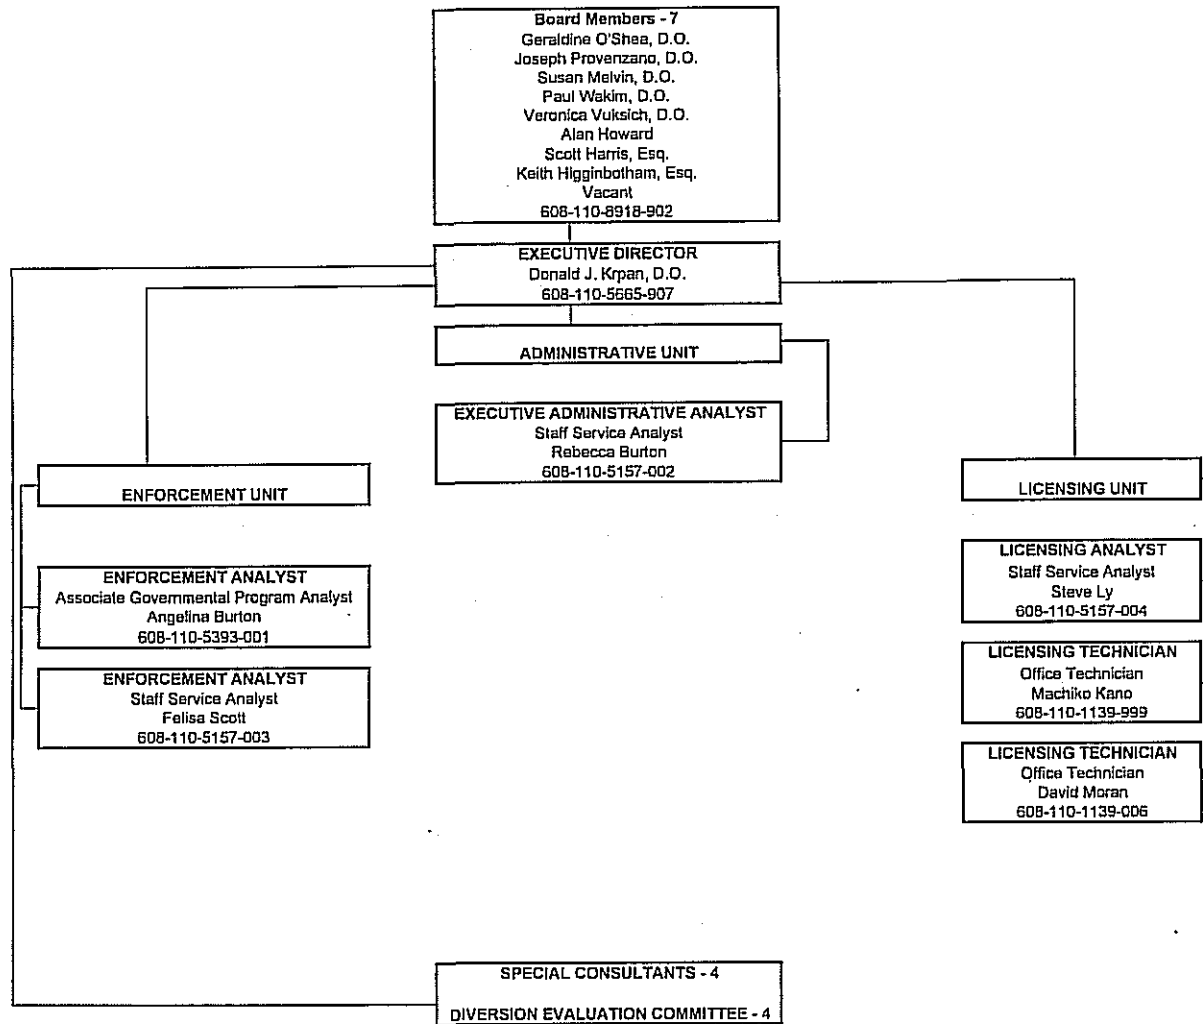 Board Members - 7
Geraldine O'Shea, D.O.
Joseph Provenzano, D.O.
Susan Melvin, D.O.
Paul Wakim, D.O.
Veronica Vuksich, D.O.
Alan Howard
Scott Harris, Esq.
Keith Higginbotham, Esq.
Vacant
608-110-8918-902
EXECUTIVE DIRECTOR
Donald J. Krpan, D.O.
608-110-5665-907
ADMINISTRATIVE UNIT
EXECUTIVE ADMINISTRATIVE ANALYST
Staff Service Analyst
Rebecca Burton
608-110-5157-002
ENFORCEMENT UNIT
ENFORCEMENT ANALYST
Associate Governmental Program Analyst
Angelina Burton
608-110-5393-001
ENFORCEMENT ANALYST
Staff Service Analyst
Felisa Scott
608-110-5157-003
LICENSING UNIT
LICENSING ANALYST
Staff Service Analyst
Steve Ly
608-110-5157-004
LICENSING TECHNICIAN
Office Technician
Machiko Kano
608-110-1139-999
LICENSING TECHNICIAN
Office Technician
David Moran
608-110-1139-006
SPECIAL CONSULTANTS - 4
DIVERSION EVALUATION COMMITTEE - 4